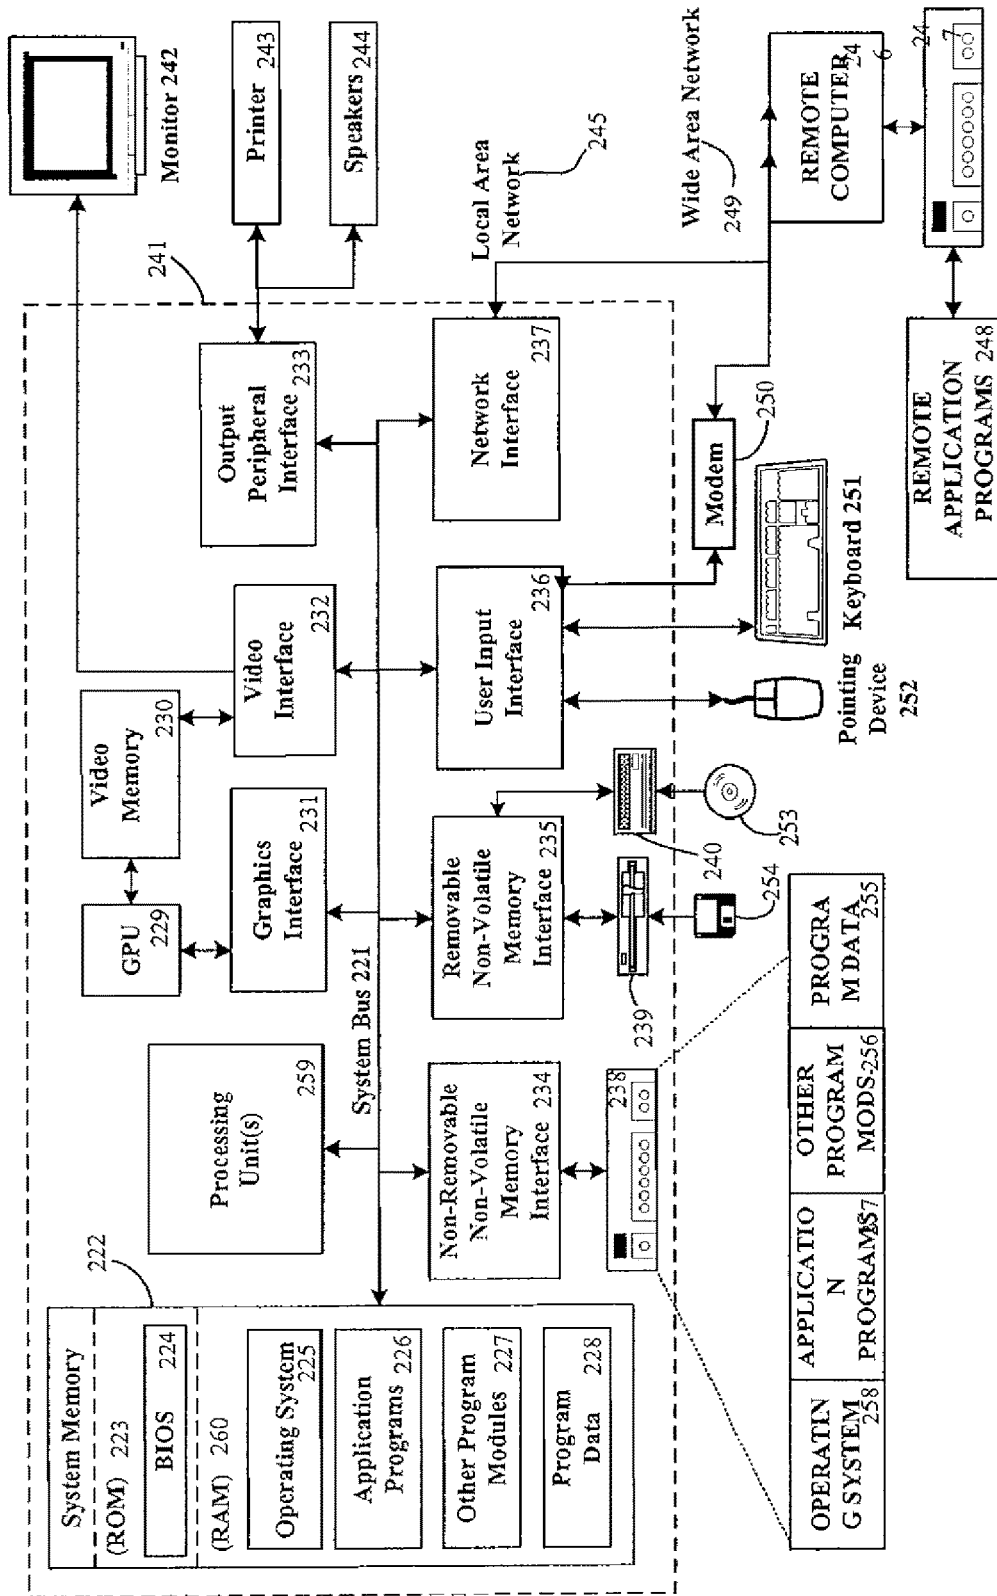 System Memory
222
(ROM) 223
BIOS
224
(RAM) 260
Operating System
225
Application
Programs 226
Other Program
Modules 227
Program
Data 228
Processing
Unit(s)
259
System Bus 221
GPU
229
Video
Memory
230
Graphics
Interface
231
Video
Interface
232
Output
Peripheral
Interface
233
241
Monitor 242
Printer
243
Speakers
244
Non-Removable
Non-Volatile
Memory
Interface 234
Removable
Non-Volatile
Memory
Interface 235
User Input
Interface
236
Network
Interface
237
Local Area
Network
245
Wide Area Network
249
238
239
240
254
253
Pointing
Device
252
Keyboard 251
Modem
250
REMOTE
COMPUTER
24
6
24
7
OPERATIN
G SYSTEM
258
APPLICATIO
N
PROGRAMS
257
OTHER
PROGRAM
MODS-256
PROGRA
M DATA
255
REMOTE
APPLICATION
PROGRAMS 248